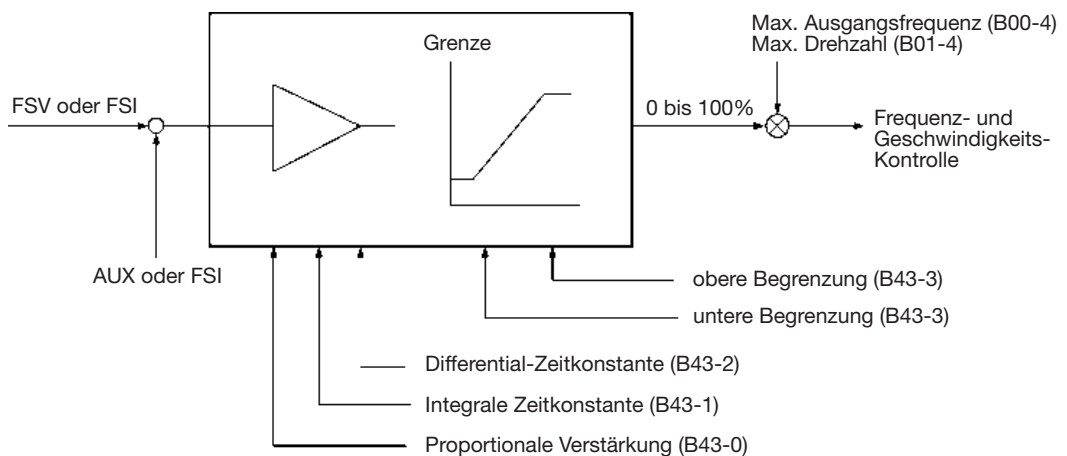 Max. Ausgangsfrequenz (B00-4)
Max. Drehzahl (B01-4)
Grenze
FSV oder FSI
0 bis 100%
Frequenz- und
Geschwindigkeits-
Kontrolle
AUX oder FSI
obere Begrenzung (B43-3)
untere Begrenzung (B43-3)
Differential-Zeitkonstante (B43-2)
Integrale Zeitkonstante (B43-1)
Proportionale Verstärkung (B43-0)